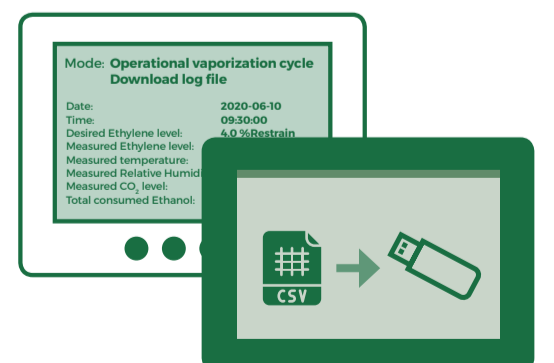 Mode: Operational vaporization cycle
Download log file
Date: 2020-06-10
Time: 09:30:00
Desired Ethylene level: 4.0 %Restrain
Measured Ethylene level:
Measured temperature:
Measured Relative Humidi
Measured CO₂ level:
Total consumed Ethanol:
CSV